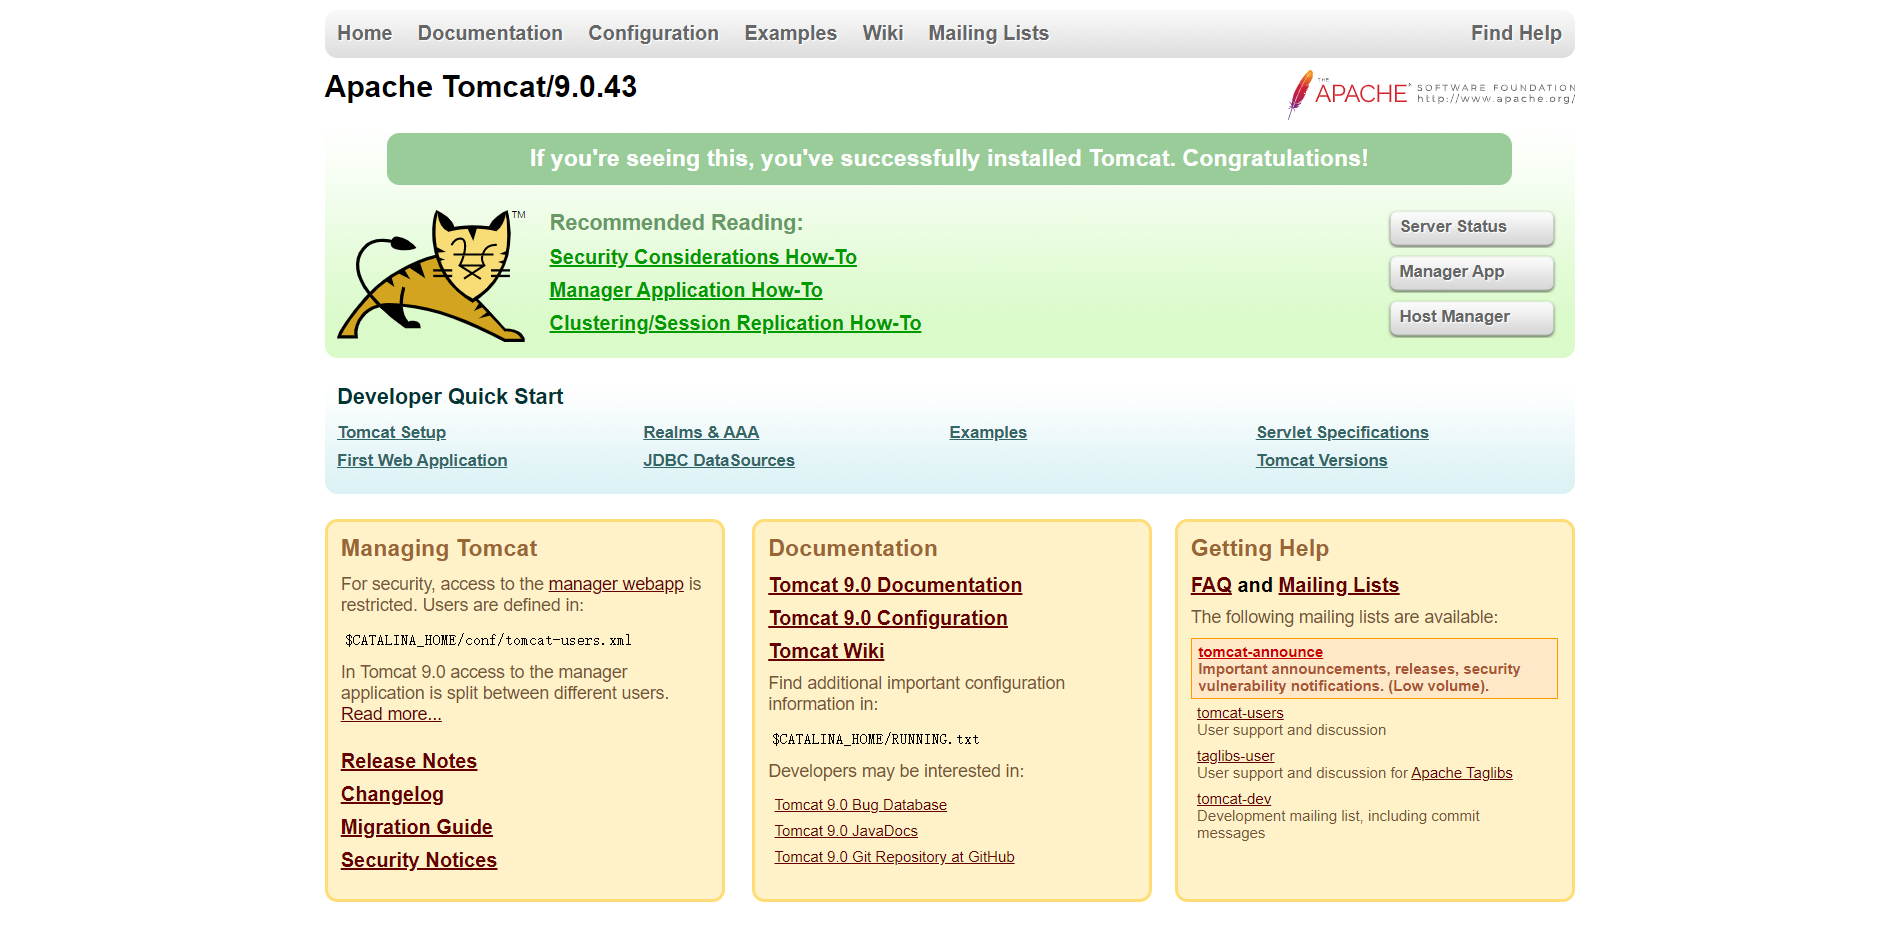 Home Documentation Configuration Examples Wiki Mailing Lists Find Help
Apache Tomcat/9.0.43
THE
APACHE SOFTWARE FOUNDATION
http://www.apache.org/
If you're seeing this, you've successfully installed Tomcat. Congratulations!
TM
Recommended Reading:
Security Considerations How-To
Manager Application How-To
Clustering/Session Replication How-To
Server Status
Manager App
Host Manager
Developer Quick Start
Tomcat Setup
First Web Application
Realms & AAA
JDBC DataSources
Examples
Servlet Specifications
Tomcat Versions
Managing Tomcat
For security, access to the manager webapp is
restricted. Users are defined in:
$CATALINA_HOME/conf/tomcat-users.xml
In Tomcat 9.0 access to the manager
application is split between different users.
Read more...
Release Notes
Changelog
Migration Guide
Security Notices
Documentation
Tomcat 9.0 Documentation
Tomcat 9.0 Configuration
Tomcat Wiki
Find additional important configuration
information in:
$CATALINA_HOME/RUNNING.txt
Developers may be interested in:
Tomcat 9.0 Bug Database
Tomcat 9.0 JavaDocs
Tomcat 9.0 Git Repository at GitHub
Getting Help
FAQ and Mailing Lists
The following mailing lists are available:
tomcat-announce
Important announcements, releases, security
vulnerability notifications. (Low volume).
tomcat-users
User support and discussion
taglibs-user
User support and discussion for Apache Taglibs
tomcat-dev
Development mailing list, including commit
messages